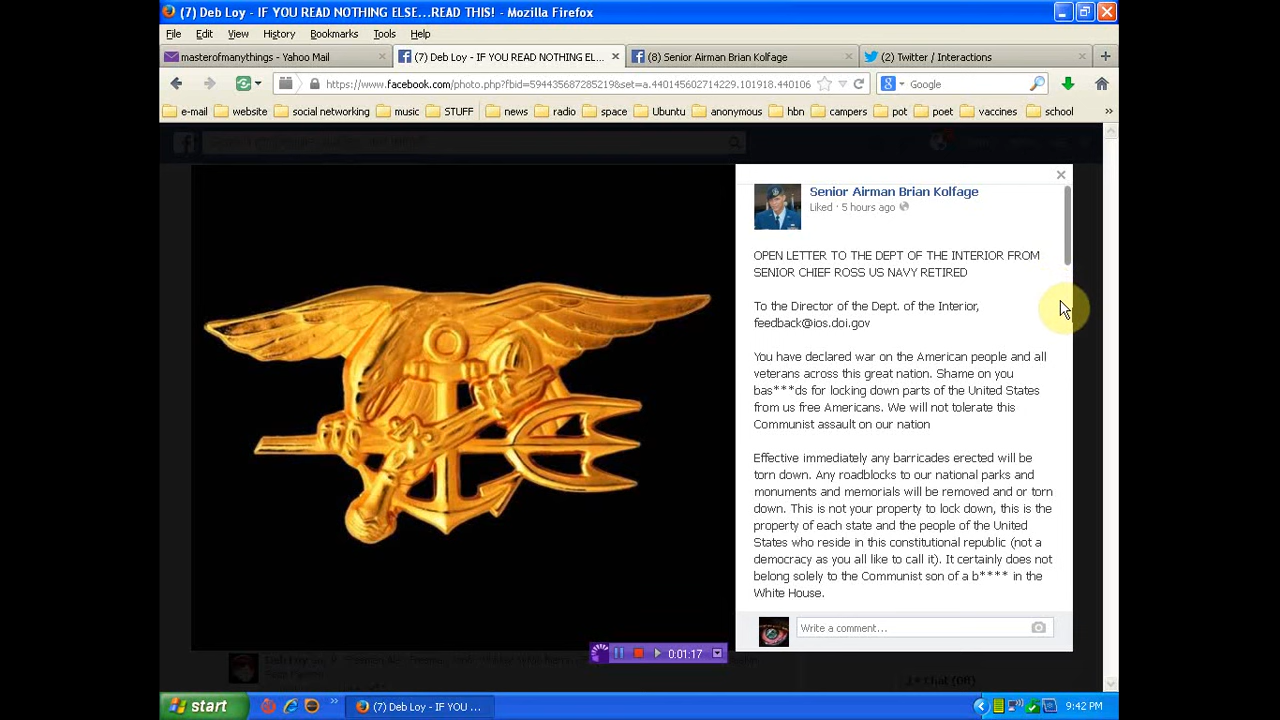 (7) Deb Loy - IF YOU READ NOTHING ELSE...READ THIS! - Mozilla Firefox
File Edit View History Bookmarks Tools Help
masterofmanythings - Yahoo Mail
(7) Deb Loy - IF YOU READ NOTHING ELSE,...
(8) Senior Airman Brian Kolfage
(2) Twitter / Interactions
https://www.facebook.com/photo.php?fbid=594435687285219&set=a.440145602714229.101918.440106
Google
e-mail website social networking music STUFF news radio space Ubuntu anonymous hbn campers pot poet vaccines school
Senior Airman Brian Kolfage
Liked · 5 hours ago
OPEN LETTER TO THE DEPT OF THE INTERIOR FROM
SENIOR CHIEF ROSS US NAVY RETIRED
To the Director of the Dept. of the Interior,
feedback@ios.doi.gov
You have declared war on the American people and all
veterans across this great nation. Shame on you
bas***ds for locking down parts of the United States
from us free Americans. We will not tolerate this
Communist assault on our nation
Effective immediately any barricades erected will be
torn down. Any roadblocks to our national parks and
monuments and memorials will be removed and or torn
down. This is not your property to lock down, this is the
property of each state and the people of the United
States who reside in this constitutional republic (not a
democracy as you all like to call it). It certainly does not
belong solely to the Communist son of a b**** in the
White House.
Write a comment...
0:01:17
Deb Loy
Chat (Off)
start
(7) Deb Loy - IF YOU ...
9:42 PM